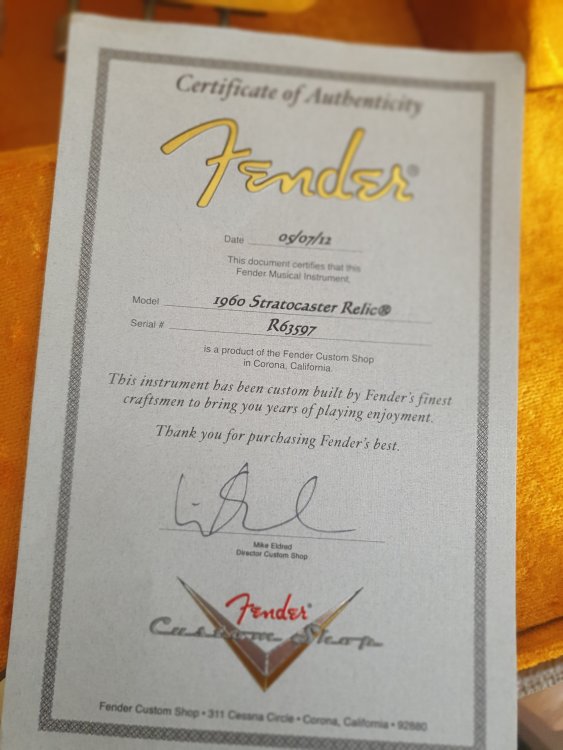 Certificate of Authenticity
Fender®
Date 05/07/12
This document certifies that this
Fender Musical Instrument,
Model 1960 Stratocaster Relic®
Serial # R63597
is a product of the Fender Custom Shop
in Corona, California.
This instrument has been custom built by Fender's finest
craftsmen to bring you years of playing enjoyment.
Thank you for purchasing Fender's best.
Mike Eldred
Director Custom Shop
Fender®
Custom Shop
Fender Custom Shop • 311 Cessna Circle • Corona, California • 92880